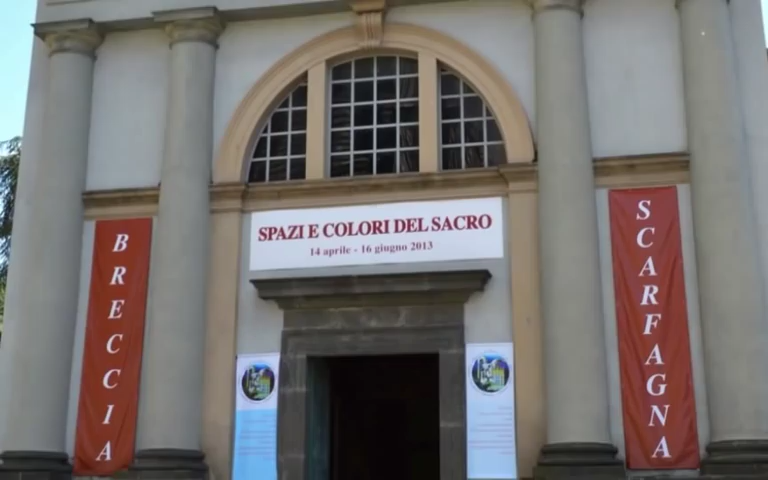 SPAZI E COLORI DEL SACRO
14 aprile - 16 giugno 2013
BRECCIA
SCARFAGNA